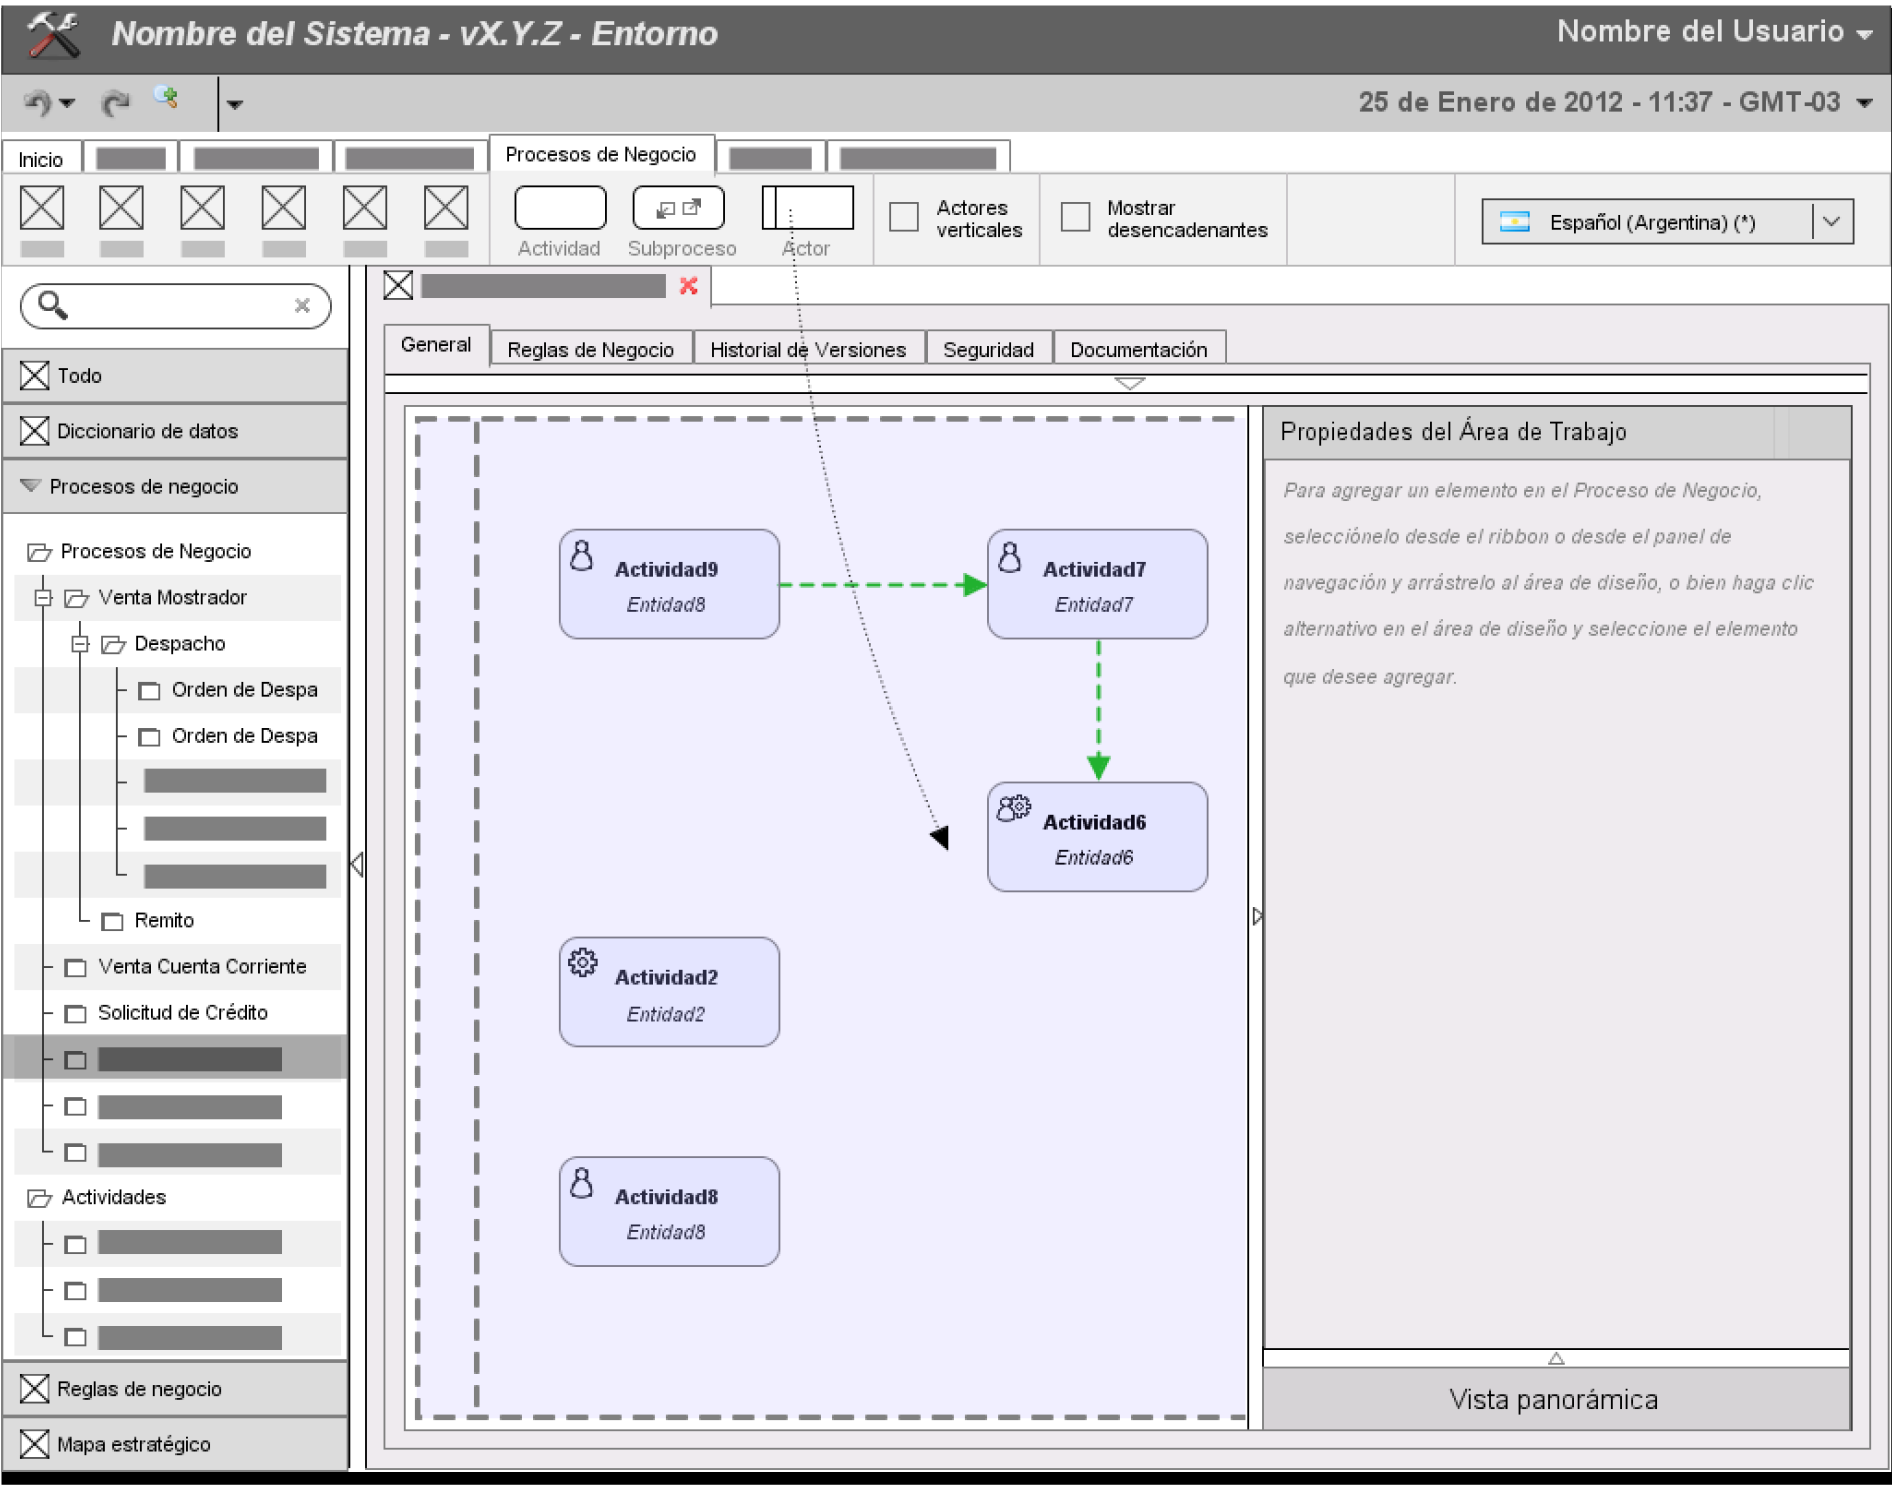 Nombre del Sistema - vX.Y.Z - Entorno
Nombre del Usuario
25 de Enero de 2012 - 11:37 - GMT-03
Inicio
Procesos de Negocio
Actividad
Subproceso
Actor
Actores
verticales
Mostrar
desencadenantes
Español (Argentina) (*)
Todo
Diccionario de datos
Procesos de negocio
Procesos de Negocio
Venta Mostrador
Despacho
Orden de Despa
Orden de Despa
Remito
Venta Cuenta Corriente
Solicitud de Crédito
Actividades
Reglas de negocio
Mapa estratégico
General
Reglas de Negocio
Historial de Versiones
Seguridad
Documentación
Actividad9
Entidad8
Actividad7
Entidad7
Actividad6
Entidad6
Actividad2
Entidad2
Actividad8
Entidad8
Propiedades del Área de Trabajo
Para agregar un elemento en el Proceso de Negocio,
selecciónelo desde el ribbon o desde el panel de
navegación y arrástrelo al área de diseño, o bien haga clic
alternativo en el área de diseño y seleccione el elemento
que desee agregar.
Vista panorámica